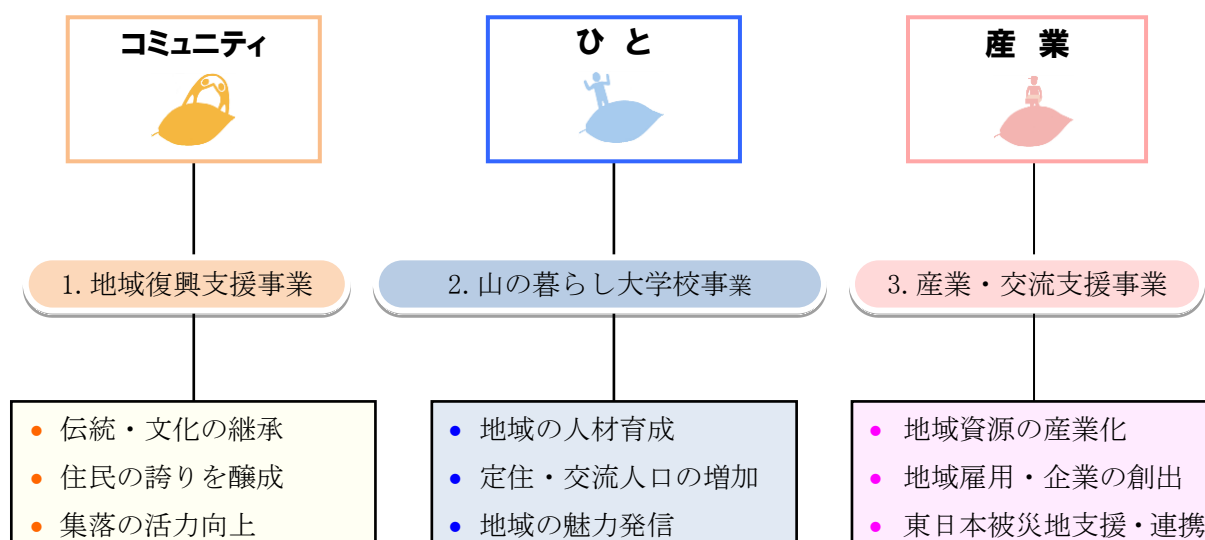 コミュニティ
ひ と
産 業
1.地域復興支援事業
2.山の暮らし大学校事業
3.産業・交流支援事業
• 伝統・文化の継承
• 住民の誇りを醸成
• 集落の活力向上
• 地域の人材育成
• 定住・交流人口の増加
• 地域の魅力発信
• 地域資源の産業化
• 地域雇用・企業の創出
• 東日本被災地支援・連携